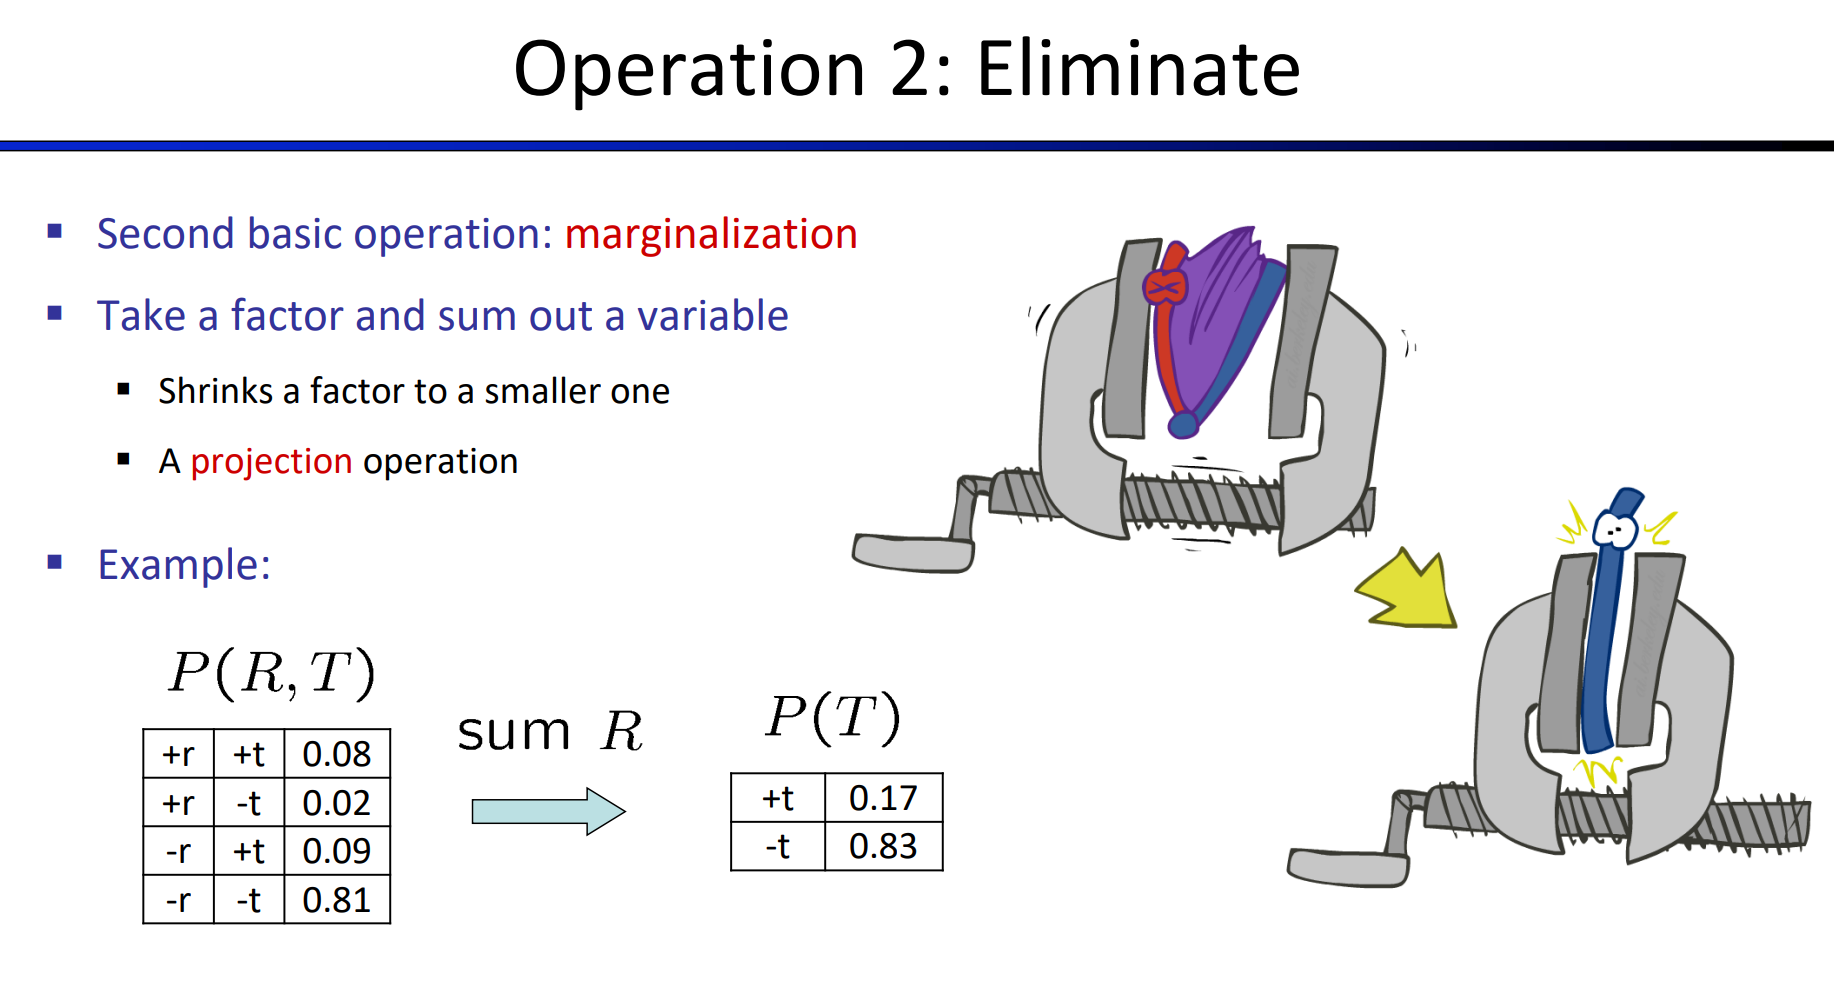 Operation 2: Eliminate
▪ Second basic operation: marginalization
▪ Take a factor and sum out a variable
▪ Shrinks a factor to a smaller one
▪ A projection operation
▪ Example:
P(R, T)
+r +t 0.08
+r -t 0.02
-r +t 0.09
-r -t 0.81
sum R
P(T)
+t 0.17
-t 0.83